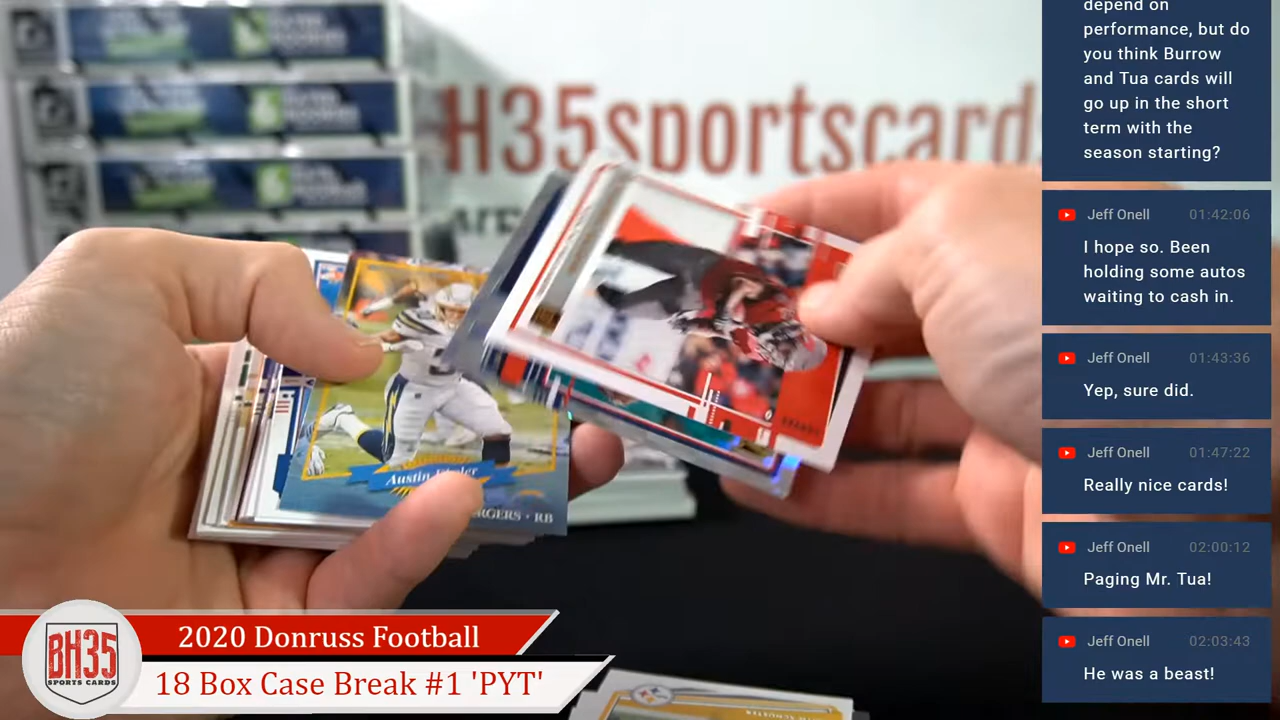 H35sportscards
depend on
performance, but do
you think Burrow
and Tua cards will
go up in the short
term with the
season starting?
Jeff Onell 01:42:06
I hope so. Been
holding some autos
waiting to cash in.
Jeff Onell 01:43:36
Yep, sure did.
Jeff Onell 01:47:22
Really nice cards!
Jeff Onell 02:00:12
Paging Mr. Tua!
Jeff Onell 02:03:43
He was a beast!
Austin
RGERS • RB
BH35
SPORTS CARDS
2020 Donruss Football
18 Box Case Break #1 'PYT'